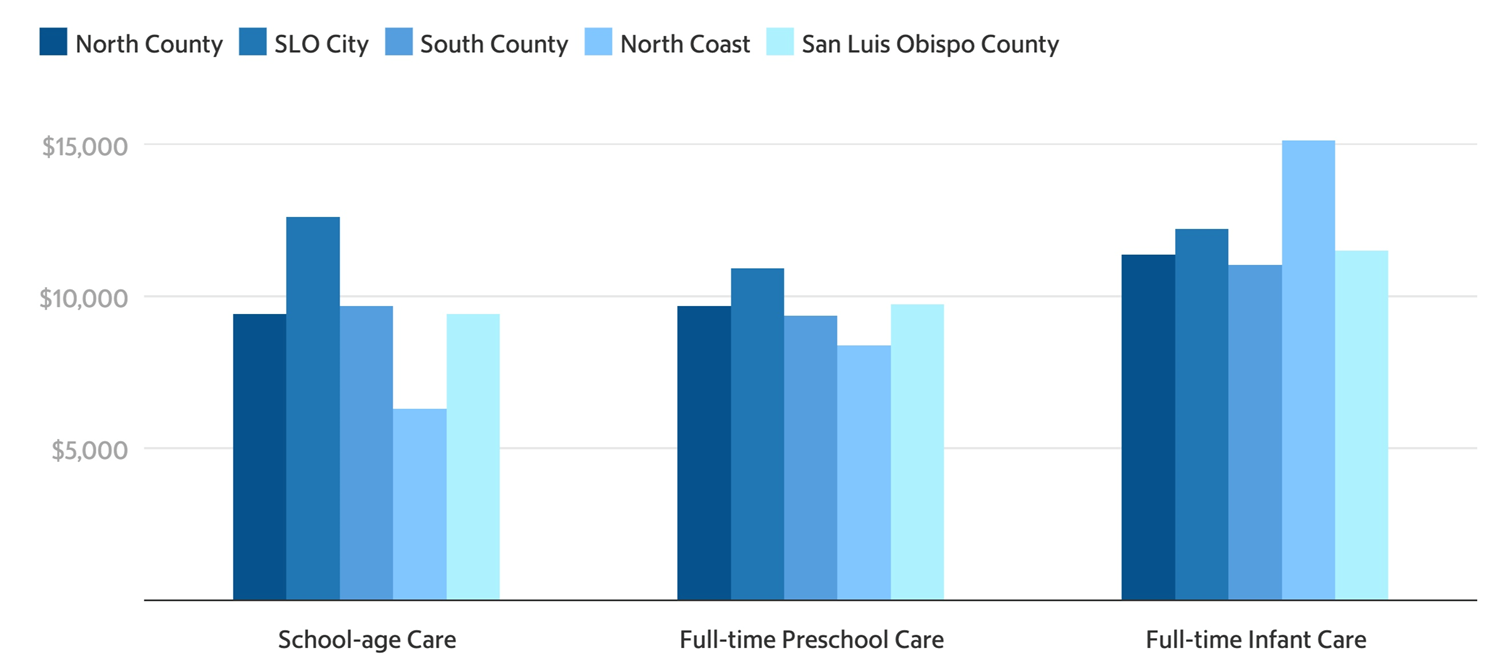 North County SLO City South County North Coast San Luis Obispo County
$15,000
$10,000
$5,000
School-age Care Full-time Preschool Care Full-time Infant Care